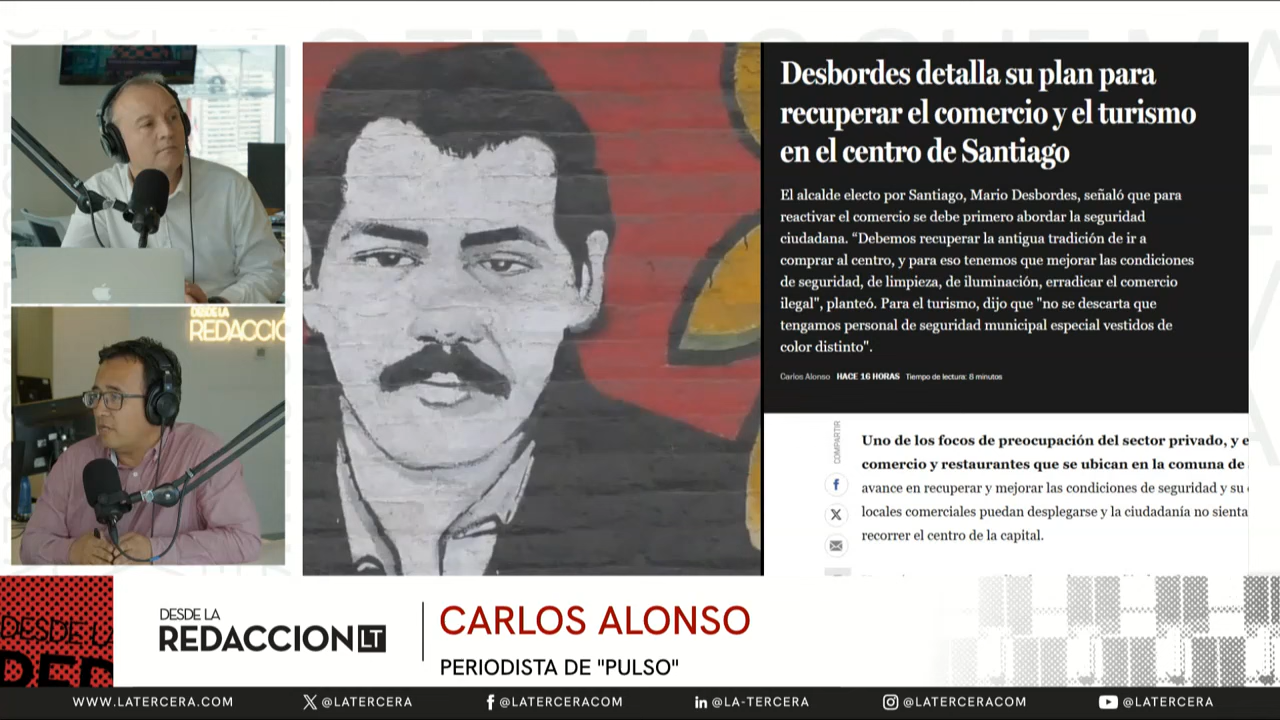 DESDE LA
REDACCIO
Desbordes detalla su plan para
recuperar el comercio y el turismo
en el centro de Santiago
El alcalde electo por Santiago, Mario Desbordes, señaló que para
reactivar el comercio se debe primero abordar la seguridad
ciudadana. “Debemos recuperar la antigua tradición de ir a
comprar al centro, y para eso tenemos que mejorar las condiciones
de seguridad, de limpieza, de iluminación, erradicar el comercio
ilegal", planteó. Para el turismo, dijo que "no se descarta que
tengamos personal de seguridad municipal especial vestidos de
color distinto".
Carlos Alonso HACE 16 HORAS Tiempo de lectura: 8 minutos
COMPARTIR
Uno de los focos de preocupación del sector privado, y e
comercio y restaurantes que se ubican en la comuna de
avance en recuperar y mejorar las condiciones de seguridad y su
locales comerciales puedan desplegarse y la ciudadanía no sienta
recorrer el centro de la capital.
DESDE LA
RED
DESDE LA
REDACCION LT
CARLOS ALONSO
PERIODISTA DE "PULSO"
WWW.LATERCERA.COM
@LATERCERA
@LATERCERACOM
@LA-TERCERA
@LATERCERACOM
@LATERCERA